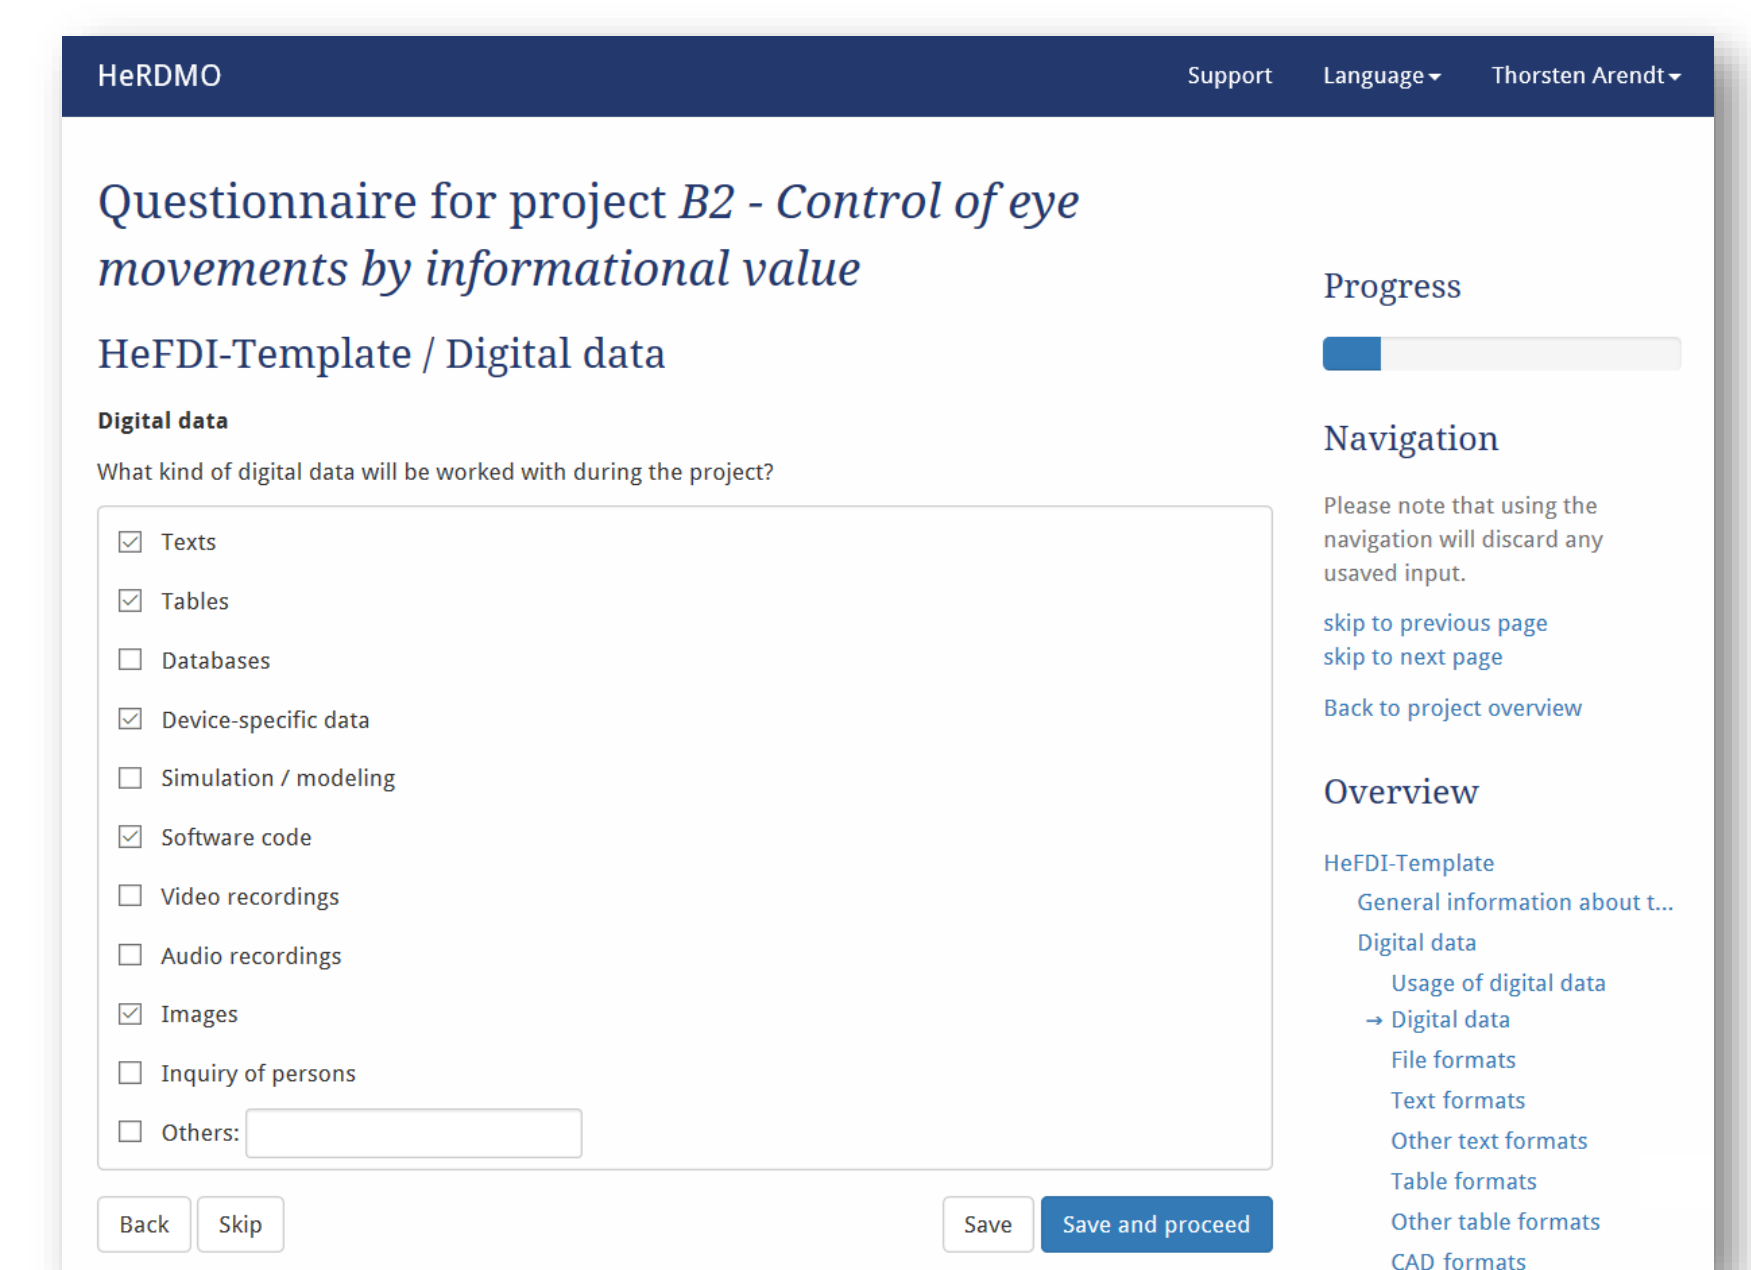 HeRDMO
Support
Language
Thorsten Arendt
Questionnaire for project B2 - Control of eye
movements by informational value
HeFDI-Template / Digital data
Digital data
What kind of digital data will be worked with during the project?
Texts
Tables
Databases
Device-specific data
Simulation / modeling
Software code
Video recordings
Audio recordings
Images
Inquiry of persons
Others:
Back
Skip
Save
Save and proceed
Progress
Navigation
Please note that using the
navigation will discard any
usaved input.
skip to previous page
skip to next page
Back to project overview
Overview
HeFDI-Template
General information about t...
Digital data
Usage of digital data
→ Digital data
File formats
Text formats
Other text formats
Table formats
Other table formats
CAD formats